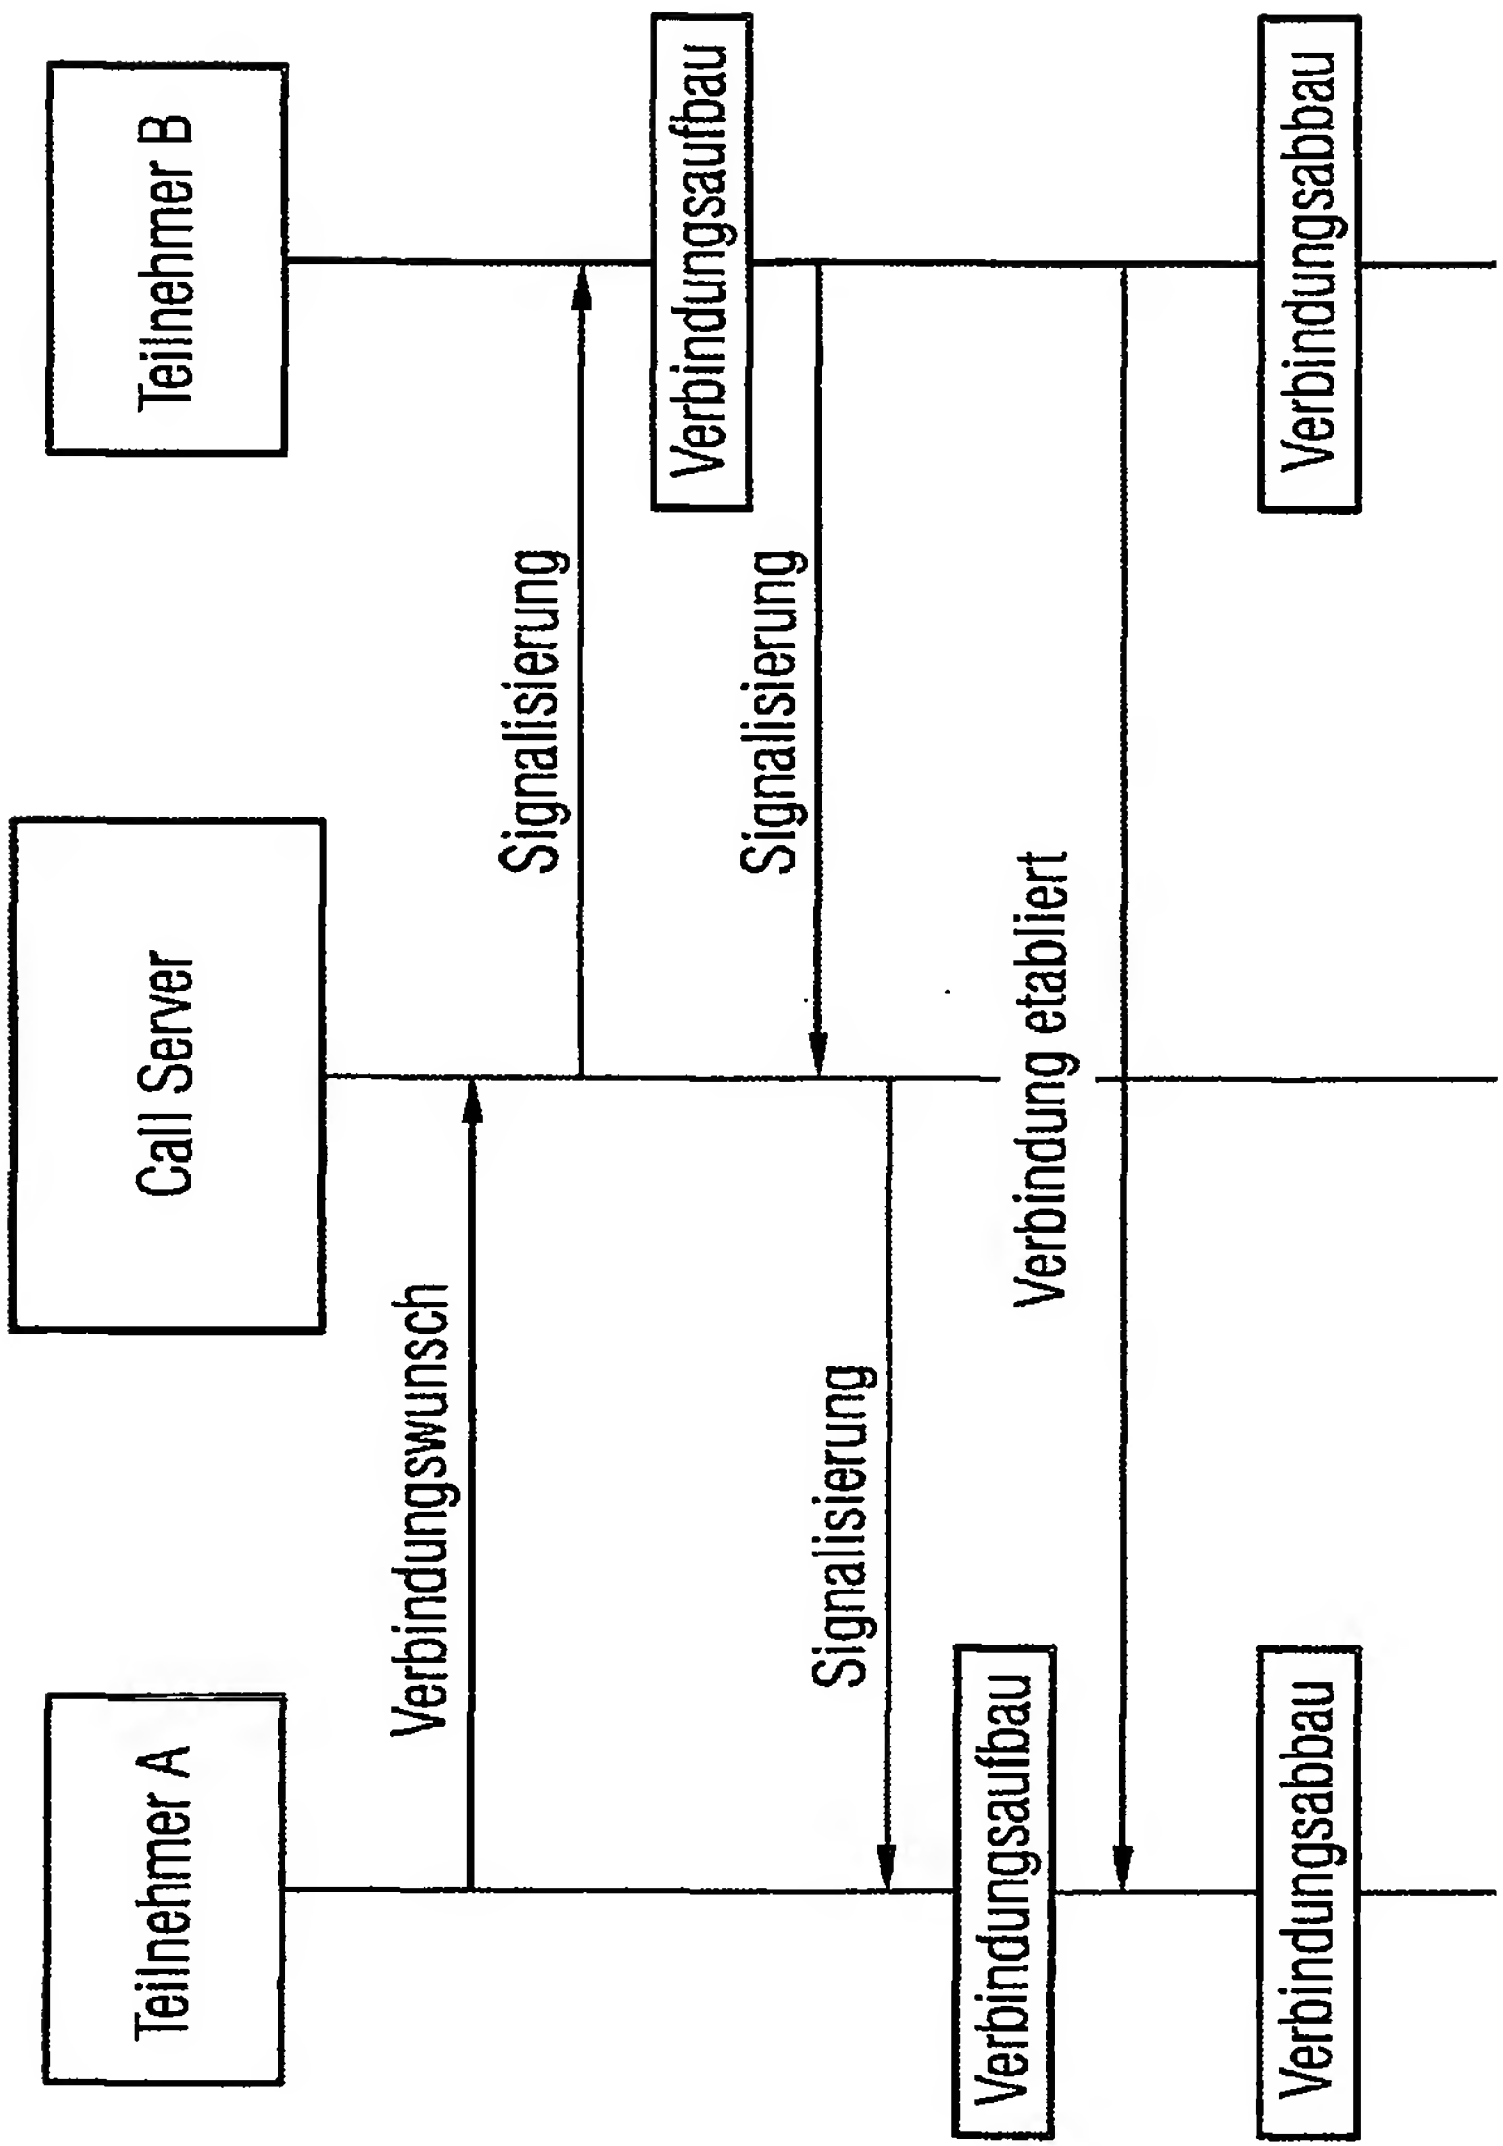 Teilnehmer A
Call Server
Teilnehmer B
Verbindungswunsch
Signalisierung
Verbindungsaufbau
Signalisierung
Signalisierung
Verbindungsaufbau
Verbindung etabliert
Verbindungsabbau
Verbindungsabbau